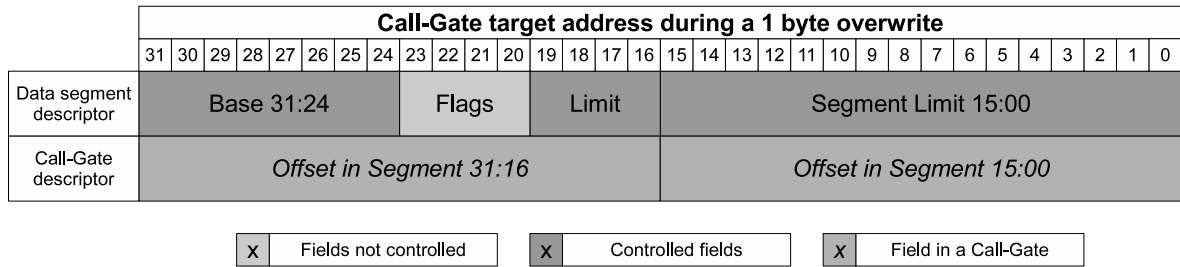 Call-Gate target address during a 1 byte overwrite
31 30 29 28 27 26 25 24 23 22 21 20 19 18 17 16 15 14 13 12 11 10 9 8 7 6 5 4 3 2 1 0
Data segment
descriptor
Base 31:24 Flags Limit Segment Limit 15:00
Call-Gate
descriptor
Offset in Segment 31:16 Offset in Segment 15:00
x Fields not controlled x Controlled fields x Field in a Call-Gate